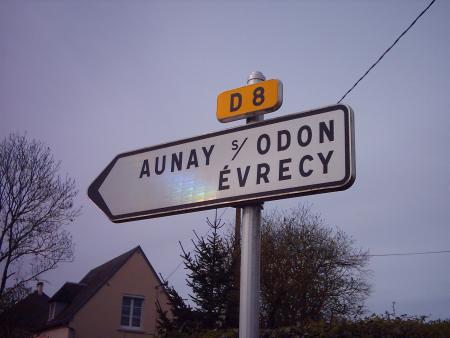 D 8
AUNAY s/ ODON
ÉVRECY